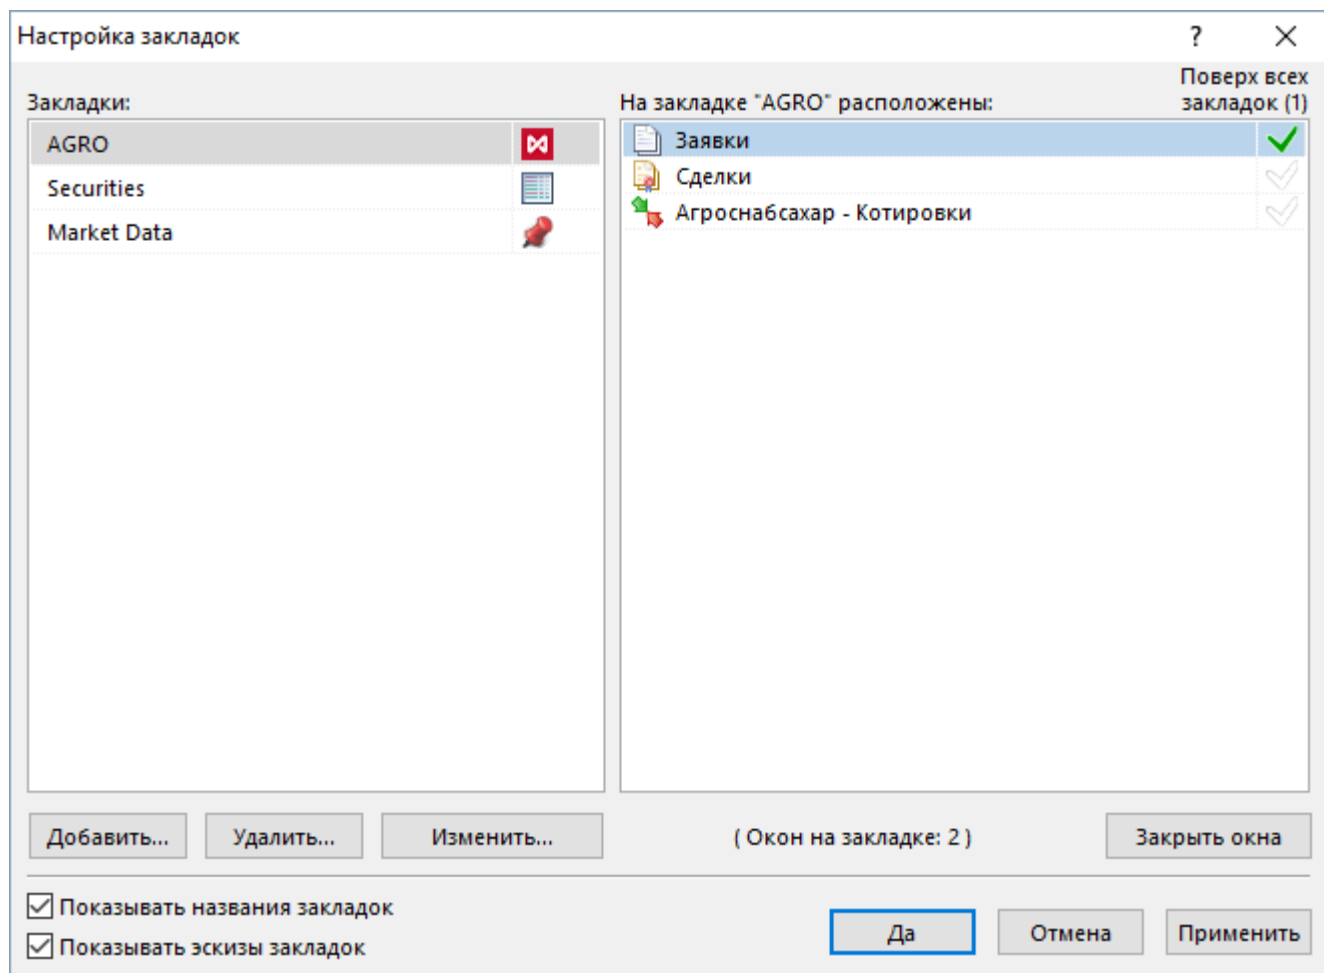 Настройка закладок
?
Закладки:
На закладке "AGRO" расположены:
Поверх всех
закладок (1)
AGRO
Securities
Market Data
Заявки
Сделки
Агроснабсахар - Котировки
Добавить...
Удалить...
Изменить...
( Окон на закладке: 2 )
Закрыть окна
Показывать названия закладок
Показывать эскизы закладок
Да
Отмена
Применить